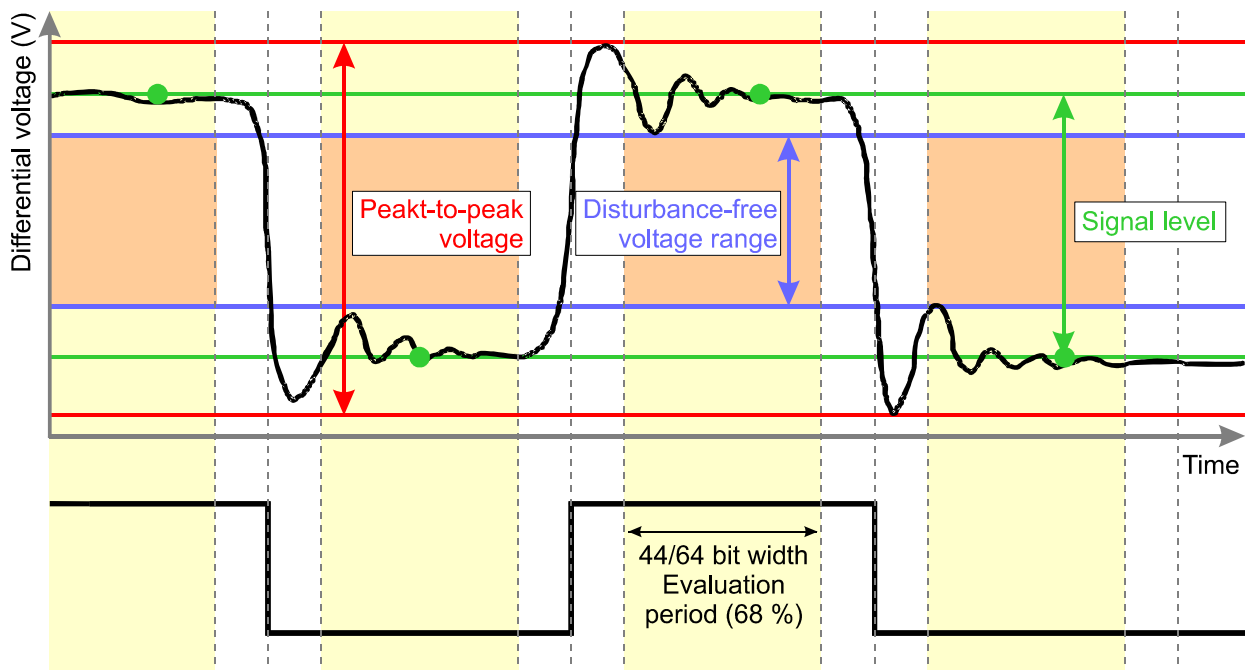 Differential voltage (V)
Peakt-to-peak
voltage
Disturbance-free
voltage range
Signal level
Time
44/64 bit width
Evaluation
period (68 %)